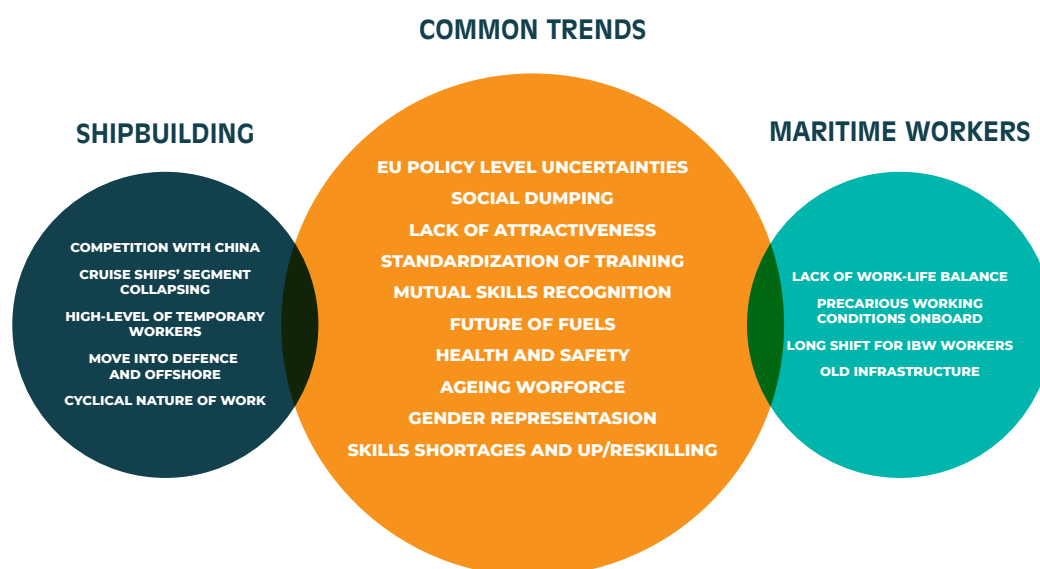 COMMON TRENDS
SHIPBUILDING
COMPETITION WITH CHINA
CRUISE SHIPS' SEGMENT
COLLAPSING
HIGH-LEVEL OF TEMPORARY
WORKERS
MOVE INTO DEFENCE
AND OFFSHORE
CYCLICAL NATURE OF WORK
EU POLICY LEVEL UNCERTAINTIES
SOCIAL DUMPING
LACK OF ATTRACTIVENESS
STANDARDIZATION OF TRAINING
MUTUAL SKILLS RECOGNITION
FUTURE OF FUELS
HEALTH AND SAFETY
AGEING WORFORCE
GENDER REPRESENTASION
SKILLS SHORTAGES AND UP/RESKILLING
MARITIME WORKERS
LACK OF WORK-LIFE BALANCE
PRECARIOUS WORKING
CONDITIONS ONBOARD
LONG SHIFT FOR IBW WORKERS
OLD INFRASTRUCTURE